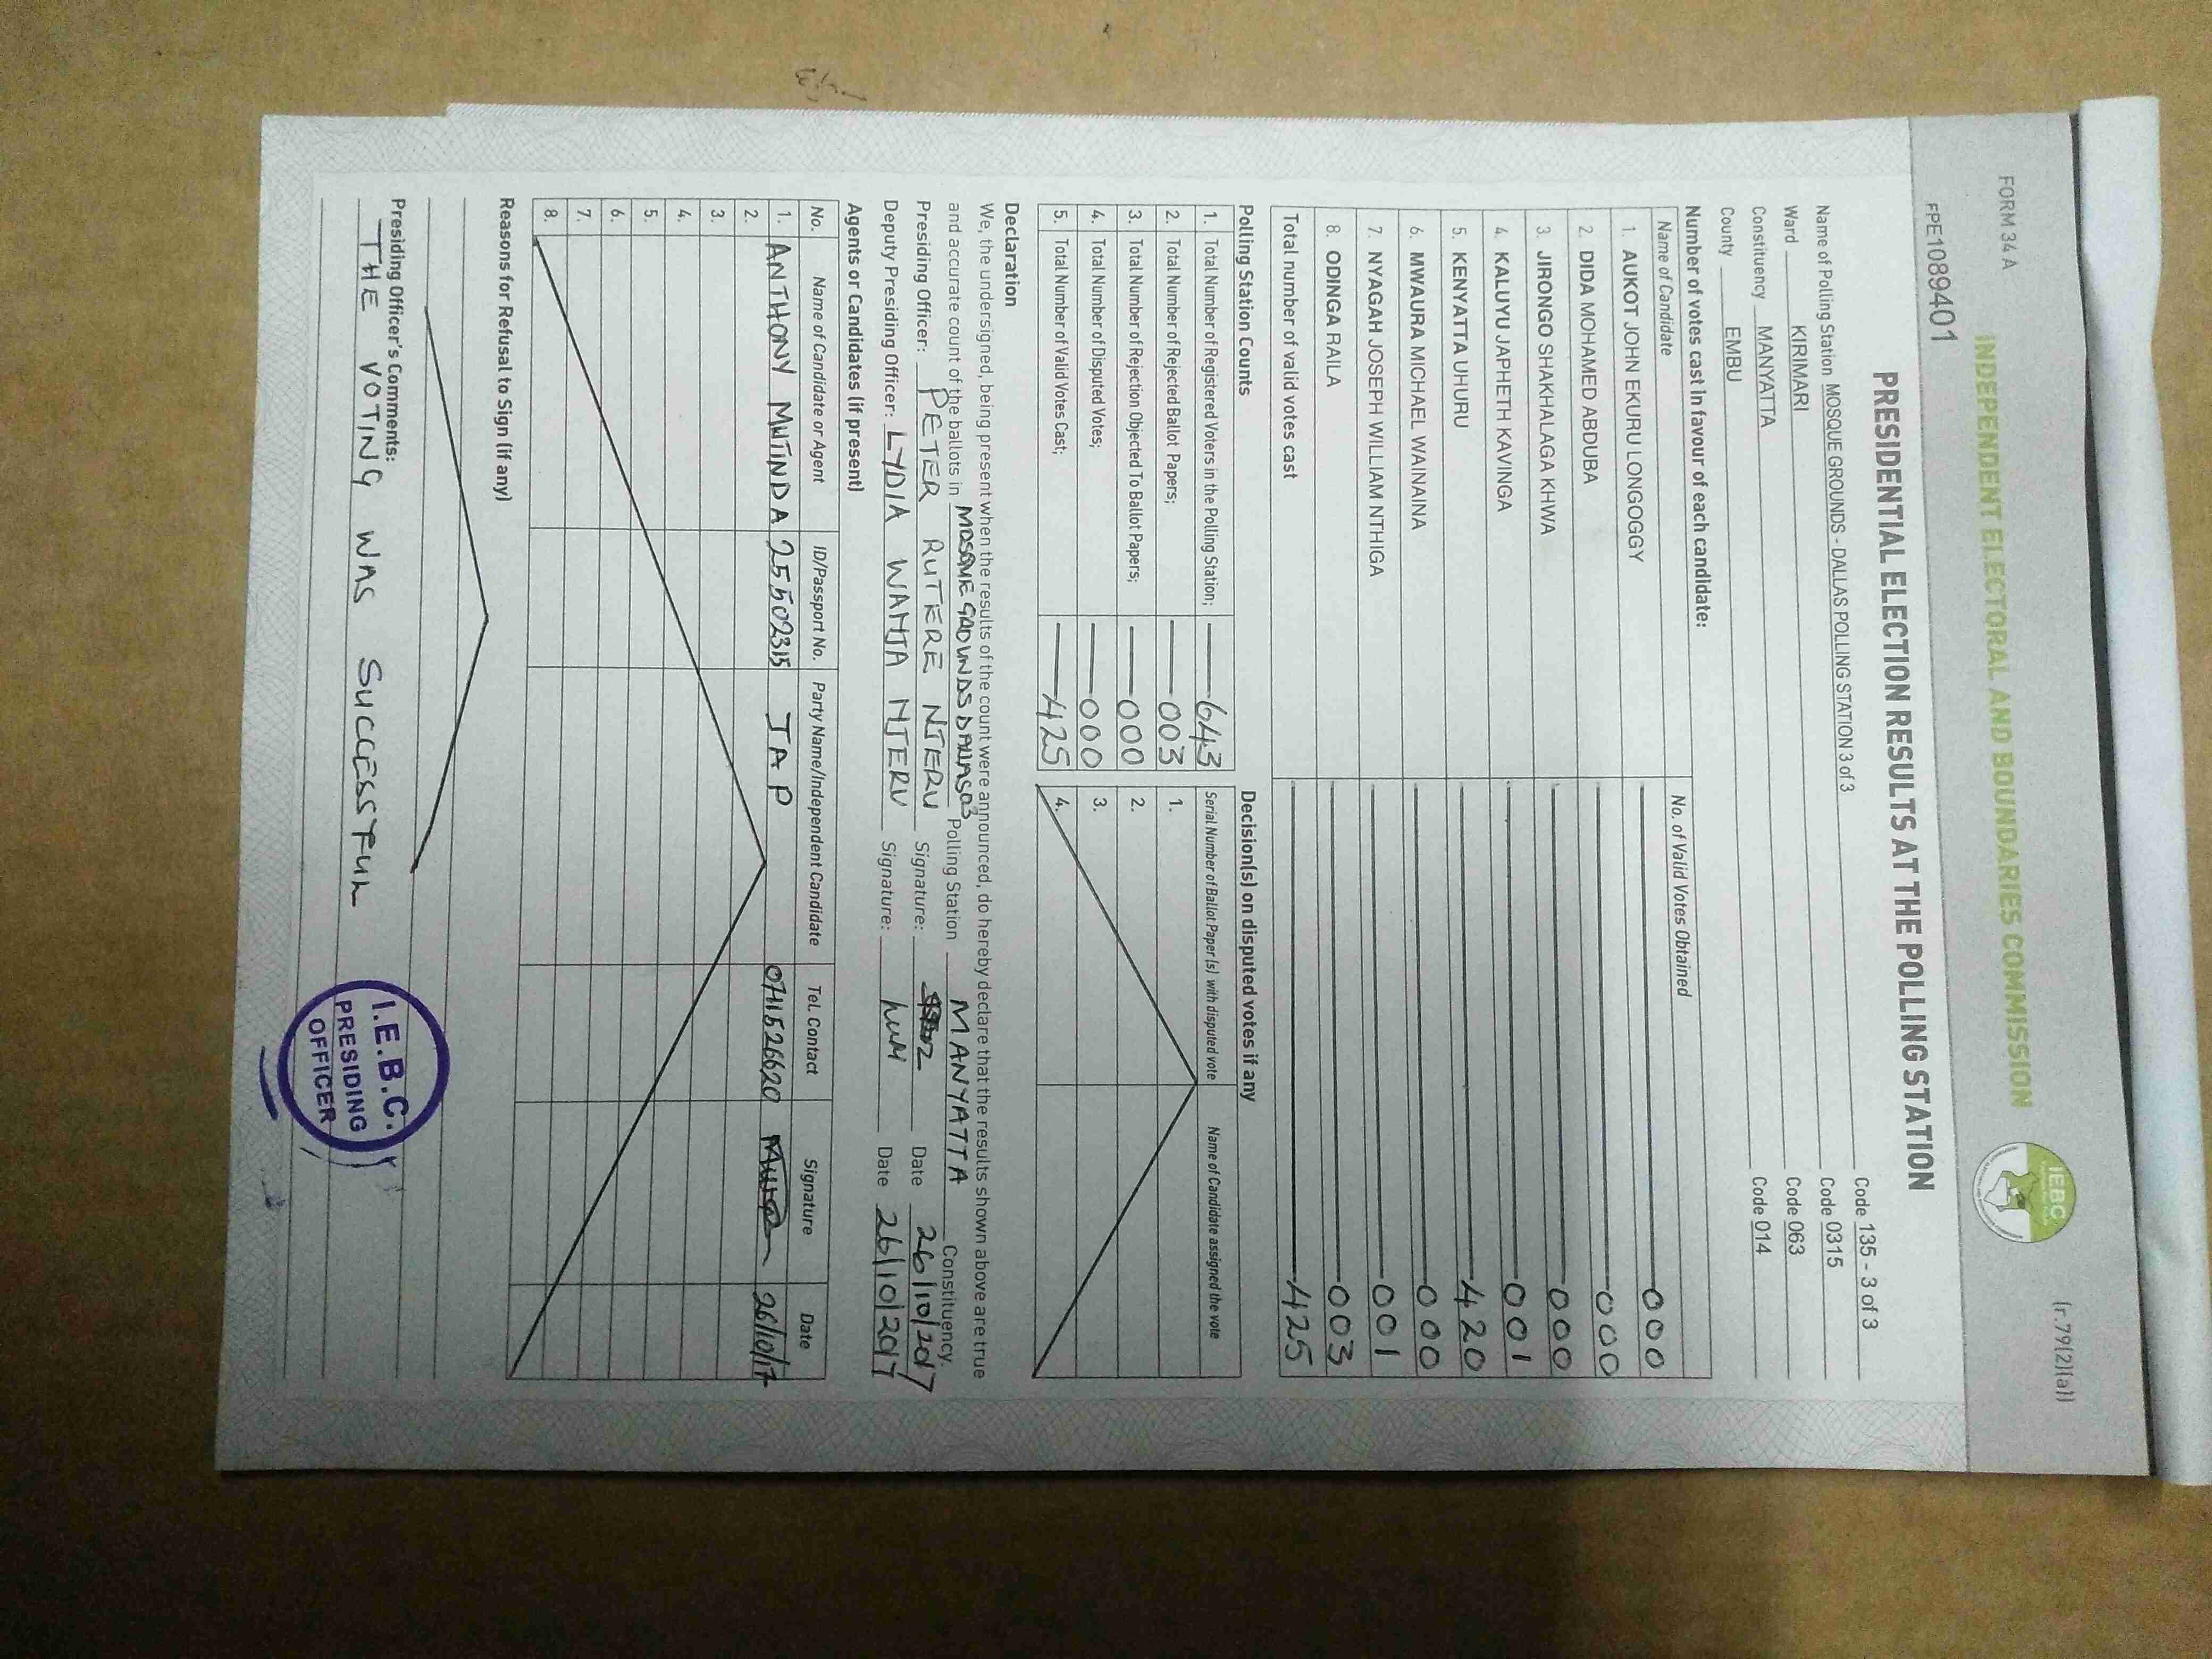 FORM 34 A
(r.79(2)(a))
INDEPENDENT ELECTORAL AND BOUNDARIES COMMISSION
IEBC
FPE1089401
PRESIDENTIAL ELECTION RESULTS AT THE POLLING STATION
Code 135 - 3 of 3
Name of Polling Station MOSQUE GROUNDS - DALLAS POLLING STATION 3 of 3 Code 0315
Ward KIRIMARI Code 063
Constituency MANYATTA Code 014
County EMBU
Number of votes cast in favour of each candidate:
Name of Candidate No. of Valid Votes Obtained
1. AUKOT JOHN EKURU LONGOGGY 000
2. DIDA MOHAMED ABDUBA 000
3. JIRONGO SHAKHALAGA KHWA 000
4. KALUYU JAPHETH KAVINGA 001
5. KENYATTA UHURU 420
6. MWAURA MICHAEL WAINAINA 000
7. NYAGAH JOSEPH WILLIAM NTHIGA 001
8. ODINGA RAILA 003
Total number of valid votes cast 425
Polling Station Counts Decision(s) on disputed votes if any
1. Total Number of Registered Voters in the Polling Station; 643 Serial Number of Ballot Paper (s) with disputed vote Name of Candidate assigned the vote
2. Total Number of Rejected Ballot Papers; 003 1.
3. Total Number of Rejection Objected To Ballot Papers; 000 2.
4. Total Number of Disputed Votes; 000 3.
5. Total Number of Valid Votes Cast; 425 4.
Declaration
We, the undersigned, being present when the results of the count were announced, do hereby declare that the results shown above are true
and accurate count of the ballots in MOSQUE GROUNDS DALLAS 03 Polling Station MANYATTA Constituency.
Presiding Officer: PETER RUTERE NJERU Signature: Date 26/10/2017
Deputy Presiding Officer: LYDIA WANJA NJERU Signature: Date 26/10/2017
Agents or Candidates (if present)
No. Name of Candidate or Agent ID/Passport No. Party Name/Independent Candidate Tel. Contact Signature Date
1. ANTHONY MUTINDA 25502315 JAP 0711526620 26/10/17
2.
3.
4.
5.
6.
7.
8.
Reasons for Refusal to Sign (if any)
Presiding Officer's Comments:
THE VOTING WAS SUCCESSFUL
I.E.B.C.
PRESIDING
OFFICER